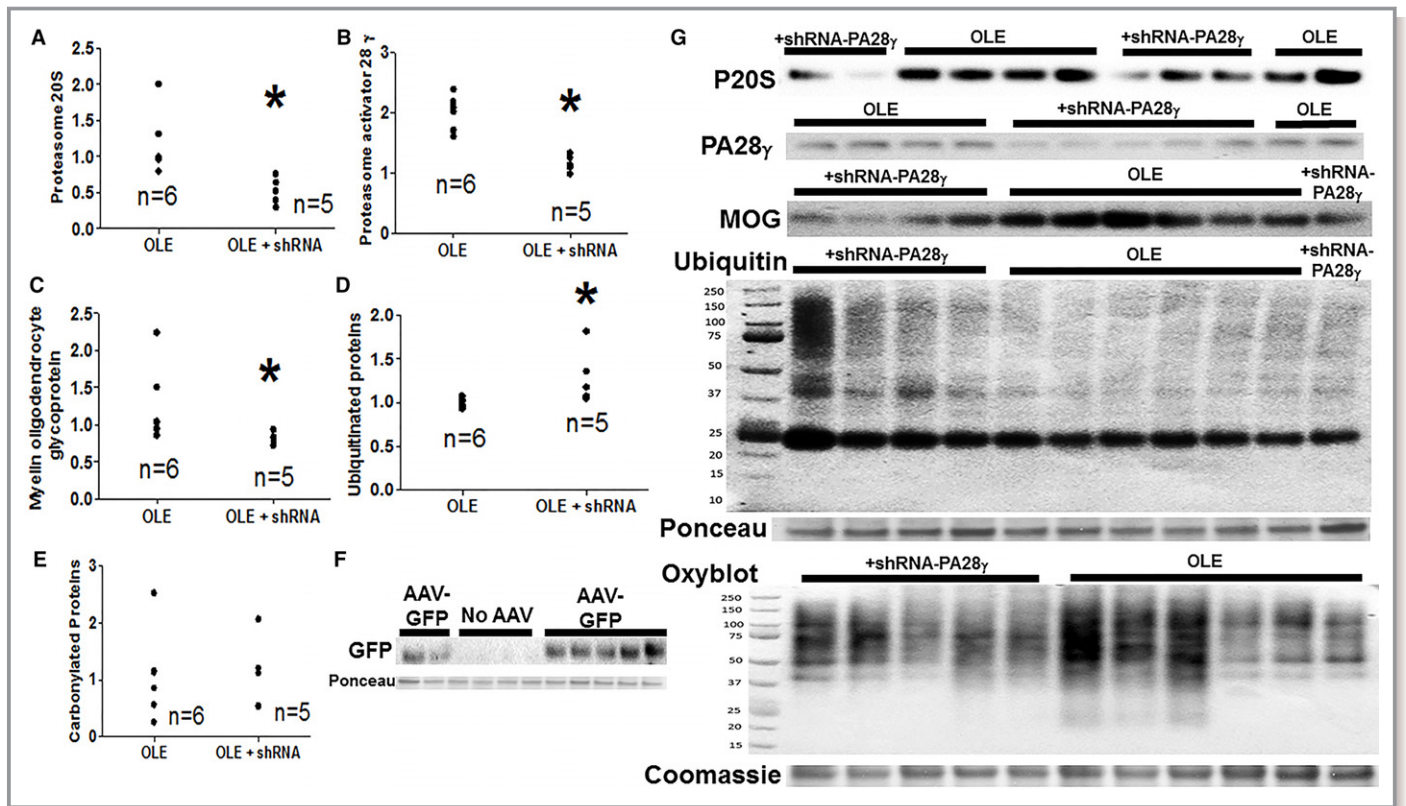 A
Proteasome 20S
2.5
2.0
1.5
1.0
0.5
0.0
*
n=6
n=5
OLE
OLE + shRNA
B
Proteasome activator 28 γ
3
2
1
*
n=6
n=5
OLE
OLE + shRNA
C
Myelin oligodendrocyte
glycoprotein
2.5
2.0
1.5
1.0
0.5
0.0
*
n=6
n=5
OLE
OLE + shRNA
D
Ubiquitinated proteins
2.0
1.5
1.0
0.5
0.0
*
n=6
n=5
OLE
OLE + shRNA
E
Carbonylated Proteins
3
2
1
0
n=6
n=5
OLE
OLE + shRNA
F
AAV-
GFP
No AAV
AAV-
GFP
GFP
Ponceau
G
+shRNA-PA28γ
OLE
+shRNA-PA28γ
OLE
P20S
OLE
+shRNA-PA28γ
OLE
PA28γ
+shRNA-PA28γ
OLE
+shRNA-
PA28γ
MOG
Ubiquitin
+shRNA-PA28γ
OLE
+shRNA-
PA28γ
250
150
100
75
50
37
25
20
15
10
Ponceau
Oxyblot
+shRNA-PA28γ
OLE
250
150
100
75
50
37
25
20
15
Coomassie